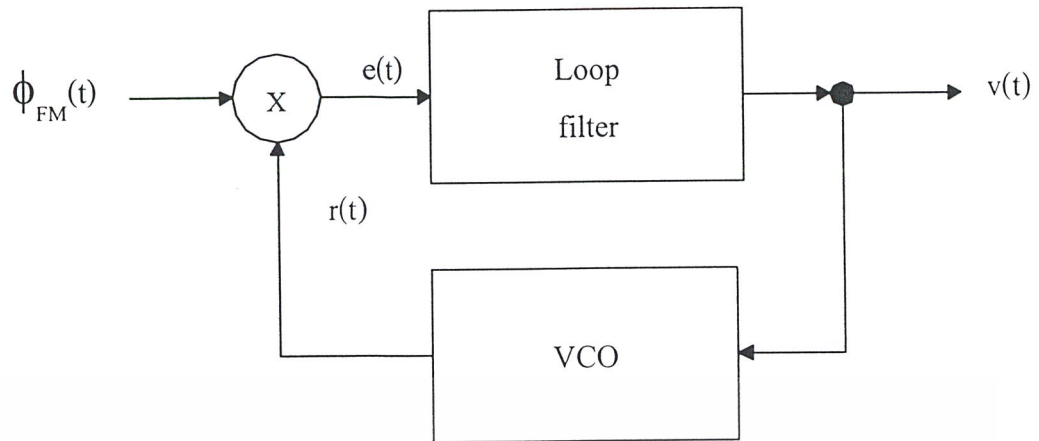 ϕFM(t)
X
e(t)
Loop
filter
v(t)
r(t)
VCO